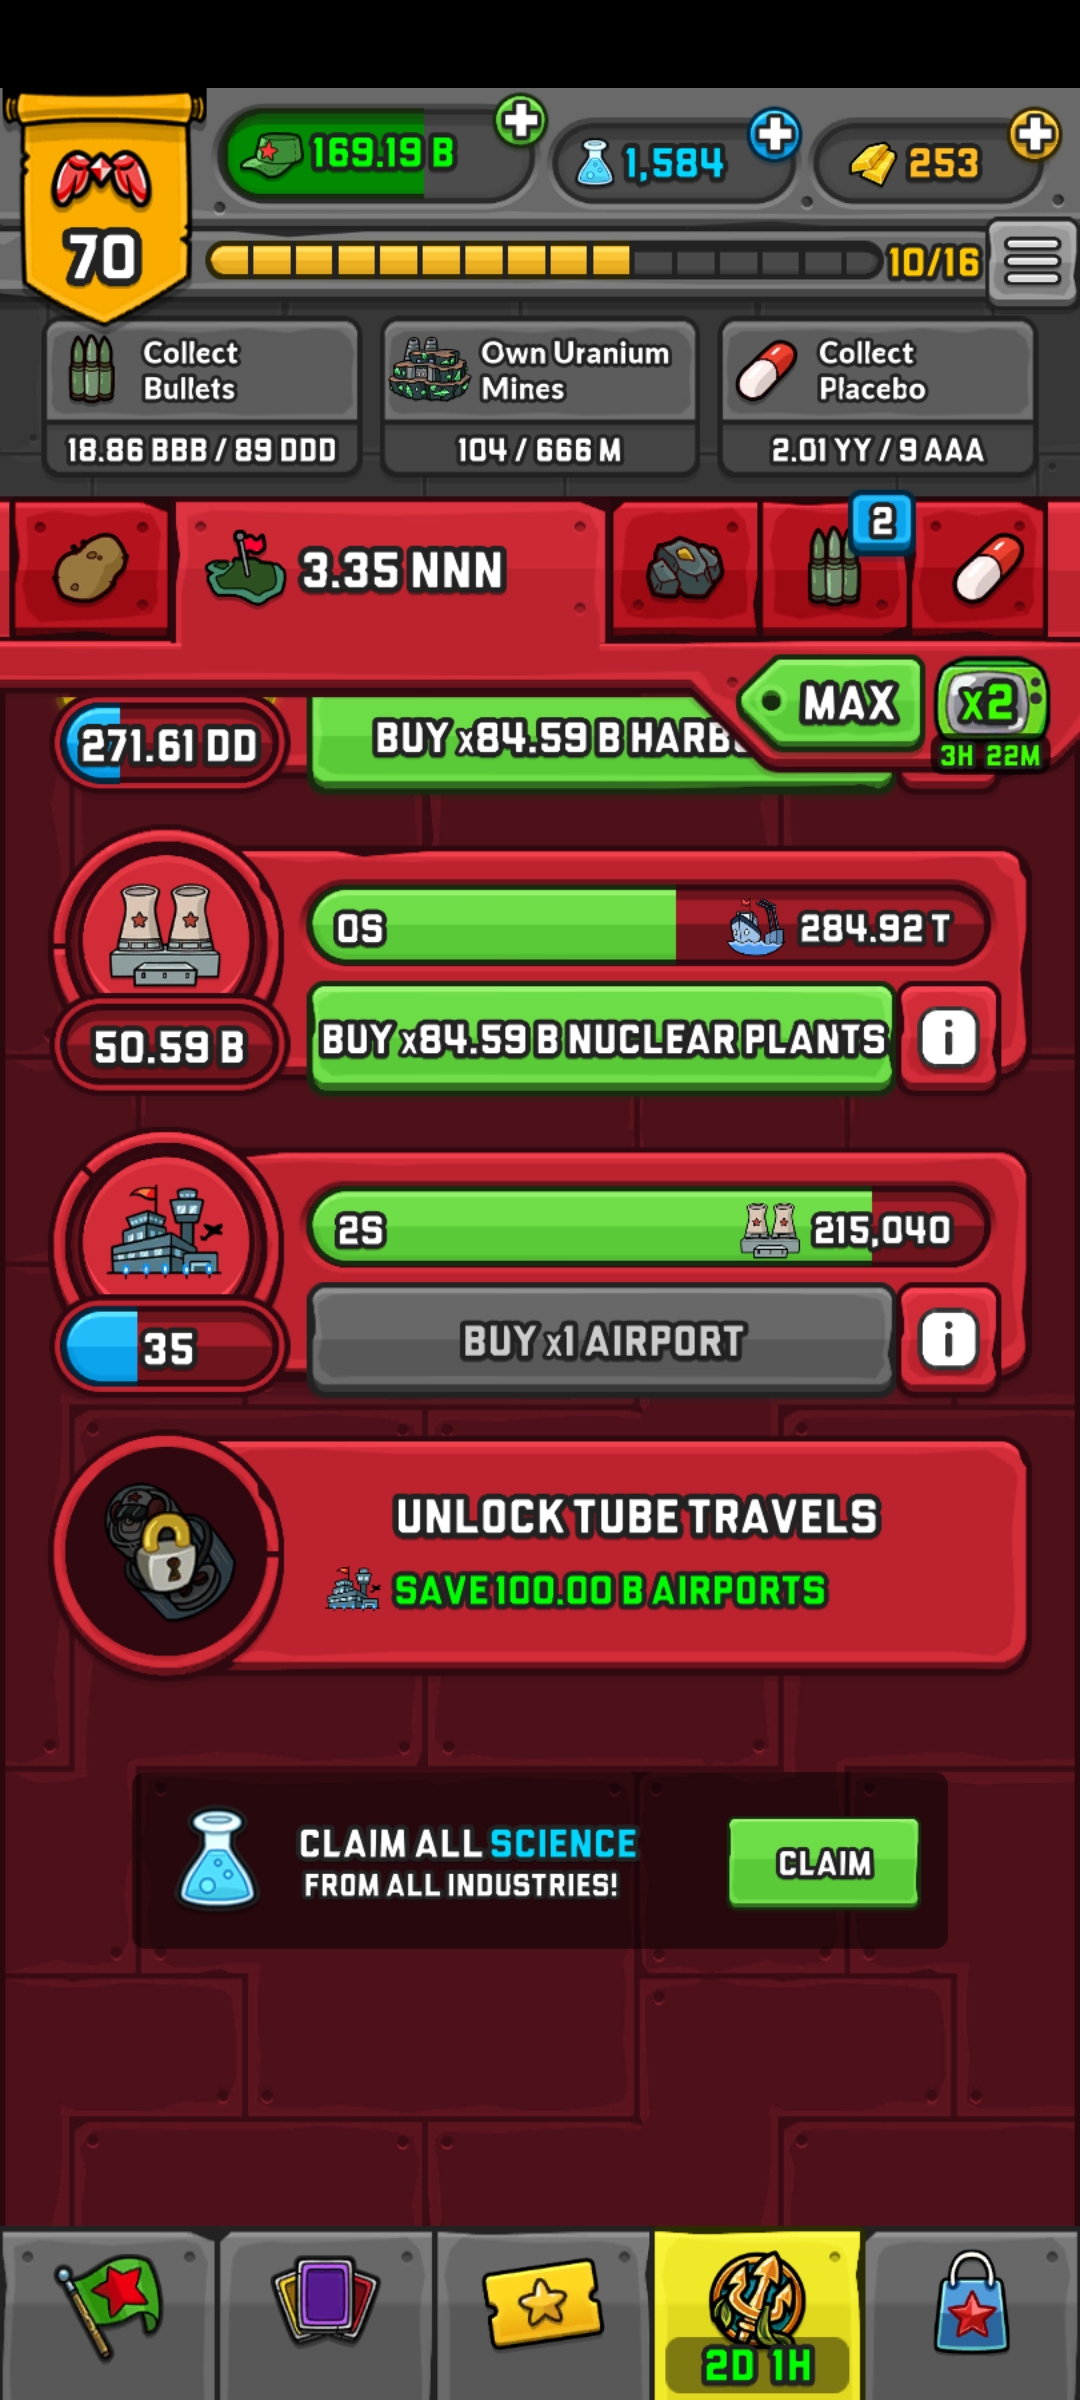 169.19 B
1,584
253
70
10/16
Collect
Bullets
Own Uranium
Mines
Collect
Placebo
18.86 BBB / 89 DDD
104 / 666 M
2.01 YY / 9 AAA
2
3.35 NNN
MAX
x2
3H 22M
271.61 DD
BUY x84.59 B
0S
284.92 T
50.59 B
BUY x84.59 B NUCLEAR PLANTS
i
2S
215,040
35
BUY x1 AIRPORT
i
UNLOCK TUBE TRAVELS
SAVE 100.00 B AIRPORTS
CLAIM ALL SCIENCE
FROM ALL INDUSTRIES!
CLAIM
2D 1H